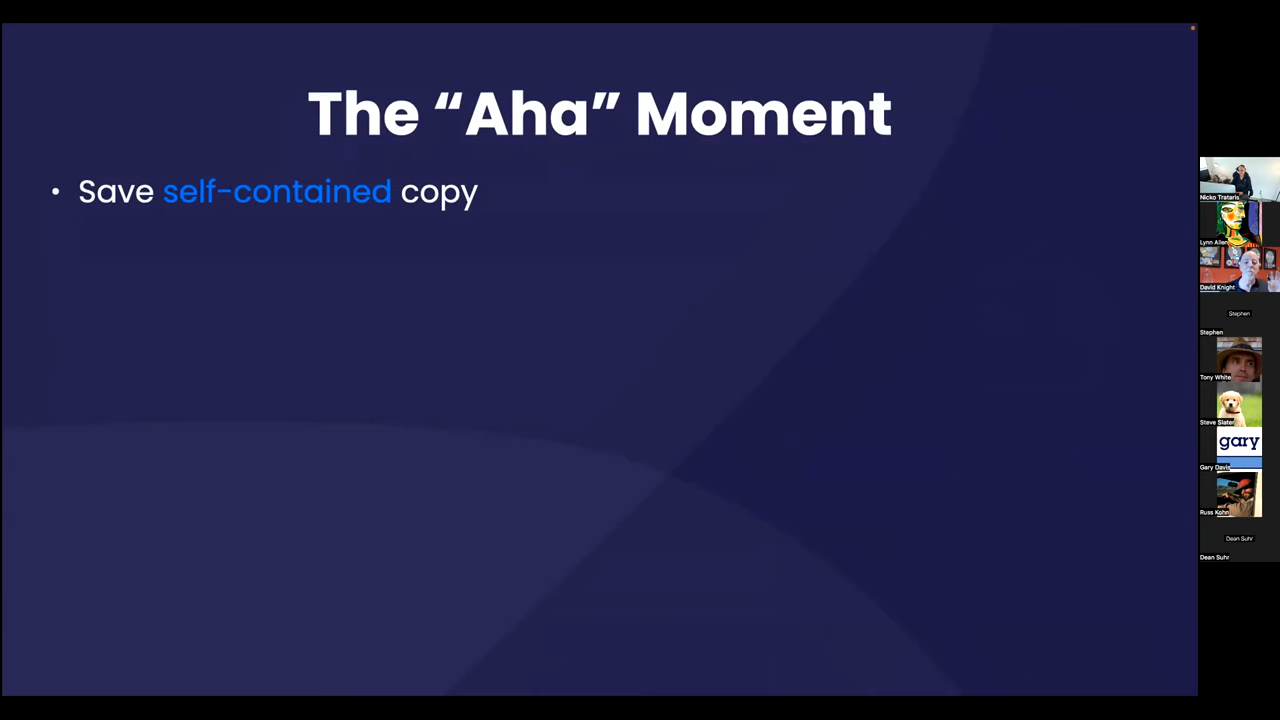 The “Aha” Moment
• Save self-contained copy
Nicko Trataris
Lynn Allen
David Knight
Stephen
Stephen
Tony White
Steve Slater
gary
Gary Davis
Russ Kohn
Dean Suhr
Dean Suhr